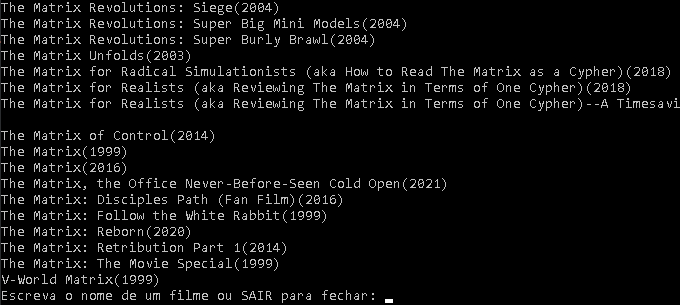 The Matrix Revolutions: Siege(2004)
The Matrix Revolutions: Super Big Mini Models(2004)
The Matrix Revolutions: Super Burly Brawl(2004)
The Matrix Unfolds(2003)
The Matrix for Radical Simulationists (aka How to Read The Matrix as a Cypher)(2018)
The Matrix for Realists (aka Reviewing The Matrix in Terms of One Cypher)(2018)
The Matrix for Realists (aka Reviewing The Matrix in Terms of One Cypher)--A Timesavi
The Matrix of Control(2014)
The Matrix(1999)
The Matrix(2016)
The Matrix, the Office Never-Before-Seen Cold Open(2021)
The Matrix: Disciples Path (Fan Film)(2016)
The Matrix: Follow the White Rabbit(1999)
The Matrix: Reborn(2020)
The Matrix: Retribution Part 1(2014)
The Matrix: The Movie Special(1999)
V-World Matrix(1999)
Escreva o nome de um filme ou SAIR para fechar: